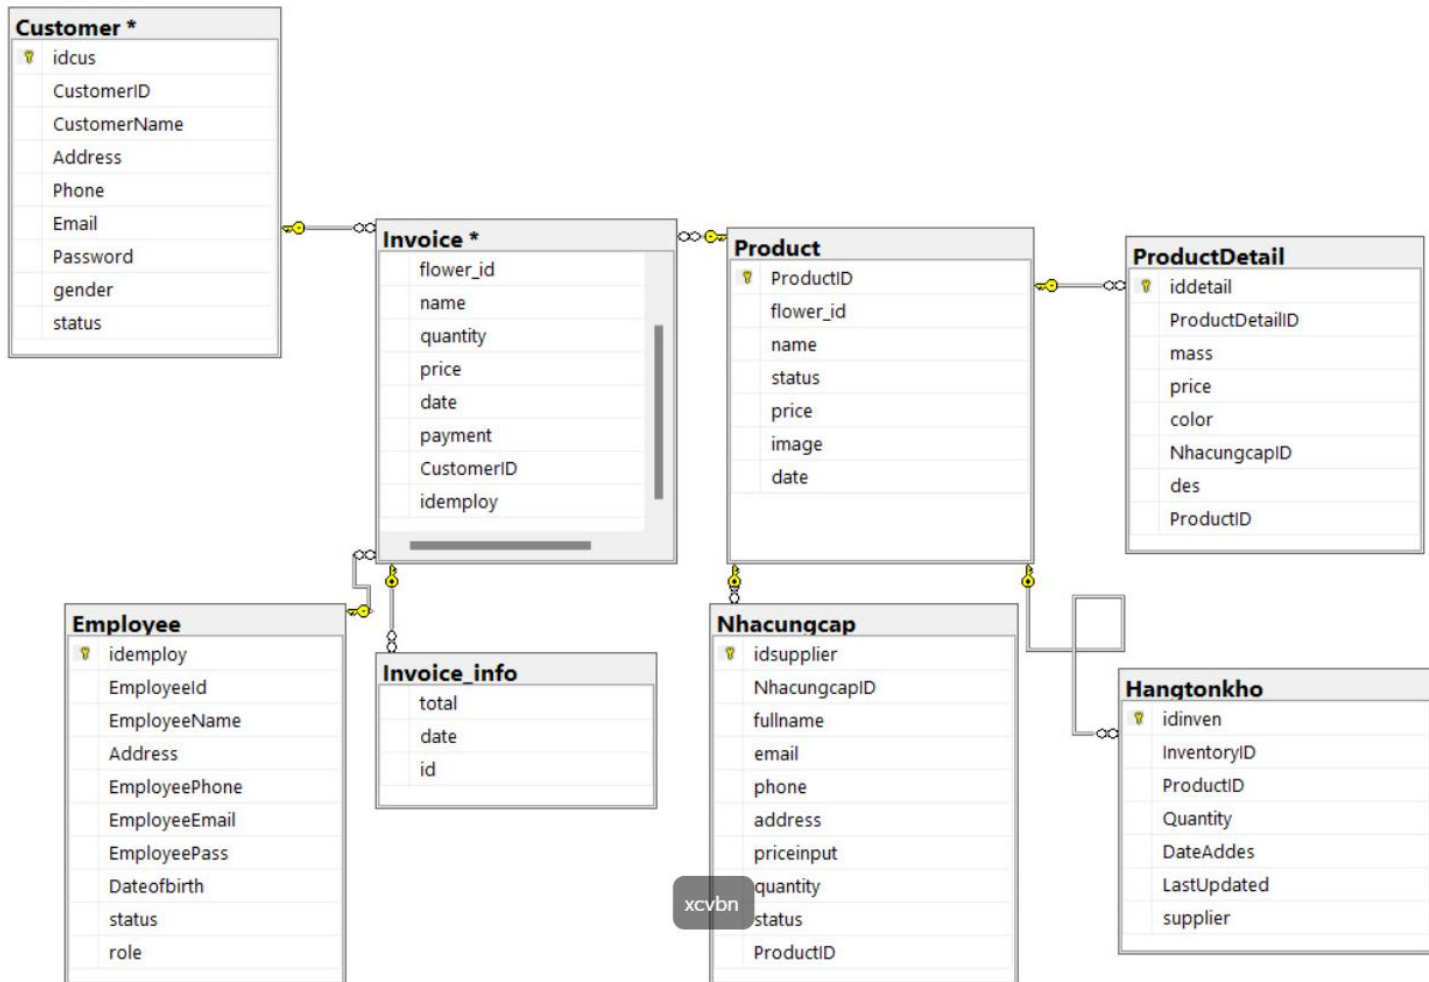 Customer *
idcus
CustomerID
CustomerName
Address
Phone
Email
Password
gender
status
Invoice *
flower_id
name
quantity
price
date
payment
CustomerID
idemploy
Product
ProductID
flower_id
name
status
price
image
date
ProductDetail
iddetail
ProductDetailID
mass
price
color
NhacungcapID
des
ProductID
Employee
idemploy
EmployeeId
EmployeeName
Address
EmployeePhone
EmployeeEmail
EmployeePass
Dateofbirth
status
role
Invoice_info
total
date
id
Nhacungcap
idsupplier
NhacungcapID
fullname
email
phone
address
priceinput
quantity
status
ProductID
xcvbn
Hangtonkho
idinven
InventoryID
ProductID
Quantity
DateAddes
LastUpdated
supplier